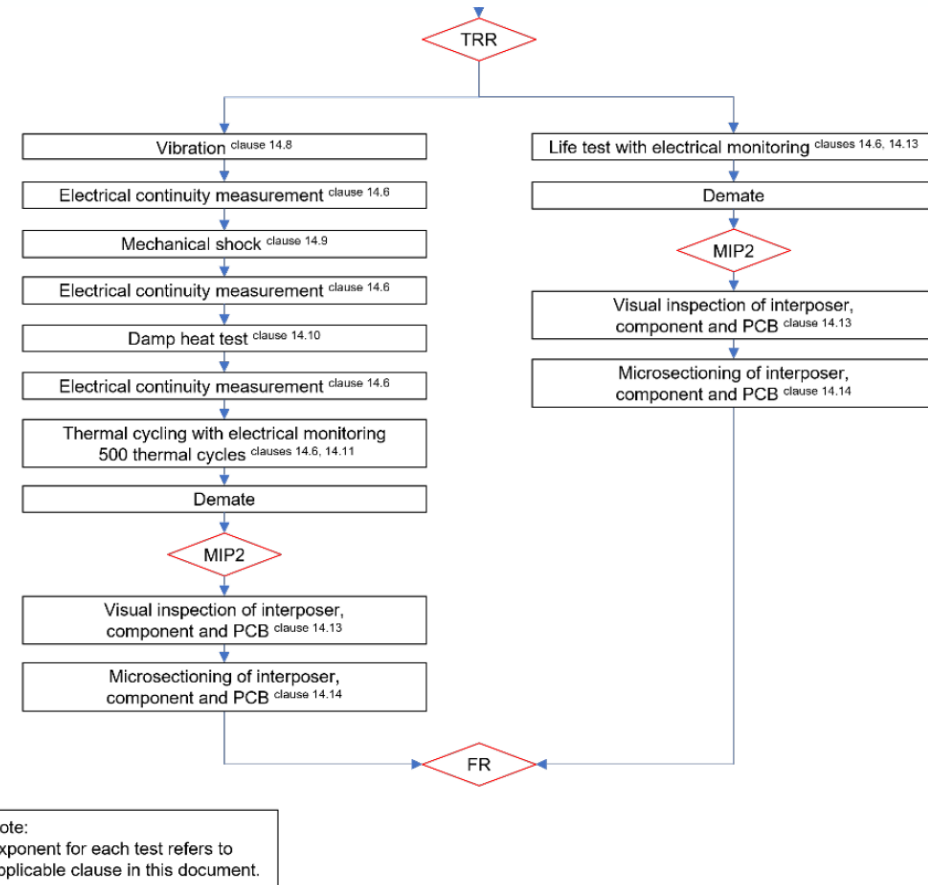 TRR
Vibration clause 14.8
Electrical continuity measurement clause 14.6
Mechanical shock clause 14.9
Electrical continuity measurement clause 14.6
Damp heat test clause 14.10
Electrical continuity measurement clause 14.6
Thermal cycling with electrical monitoring
500 thermal cycles clauses 14.6, 14.11
Demate
MIP2
Visual inspection of interposer,
component and PCB clause 14.13
Microsectioning of interposer,
component and PCB clause 14.14
Life test with electrical monitoring clauses 14.6, 14.13
Demate
MIP2
Visual inspection of interposer,
component and PCB clause 14.13
Microsectioning of interposer,
component and PCB clause 14.14
FR
ote:
xponent for each test refers to
pplicable clause in this document.